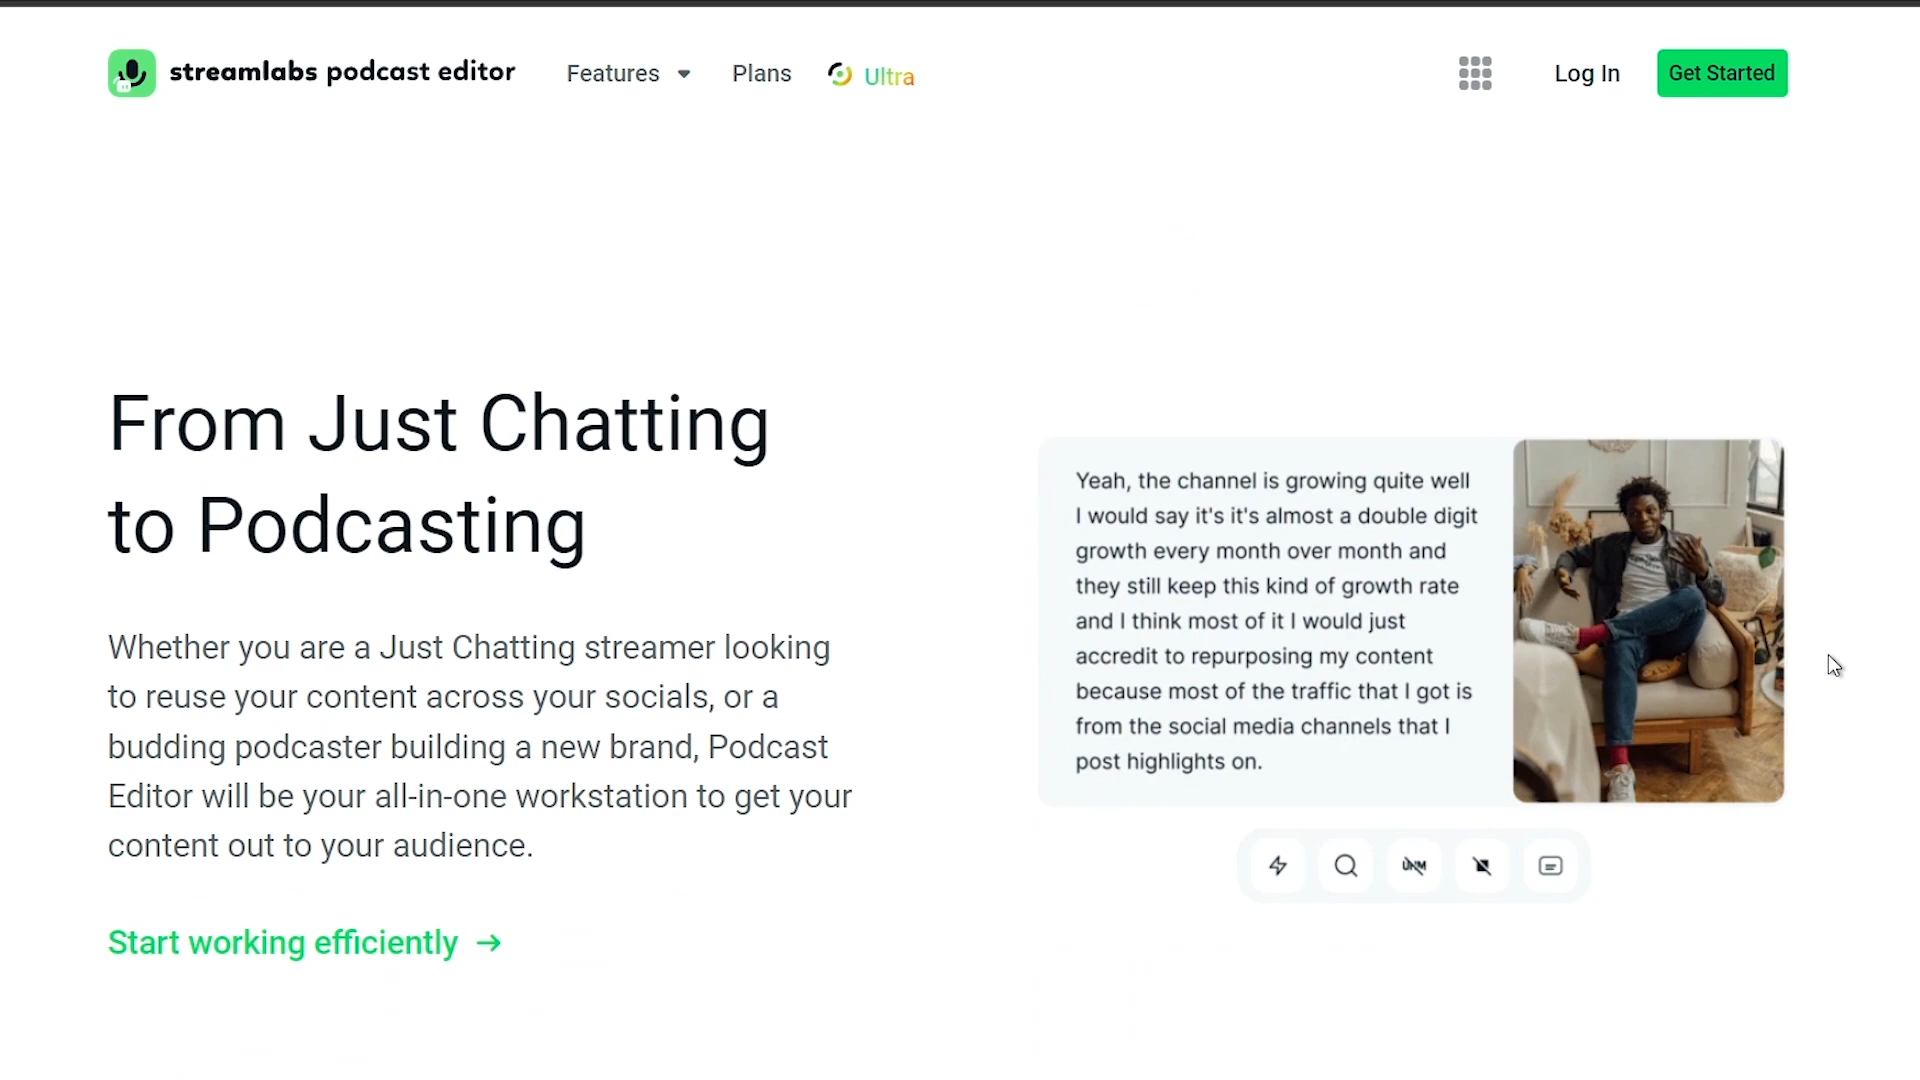 streamlabs podcast editor
Features
Plans
Ultra
Log In
Get Started
From Just Chatting
to Podcasting
Whether you are a Just Chatting streamer looking
to reuse your content across your socials, or a
budding podcaster building a new brand, Podcast
Editor will be your all-in-one workstation to get your
content out to your audience.
Start working efficiently
Yeah, the channel is growing quite well
I would say it's it's almost a double digit
growth every month over month and
they still keep this kind of growth rate
and I think most of it I would just
accredit to repurposing my content
because most of the traffic that I got is
from the social media channels that I
post highlights on.